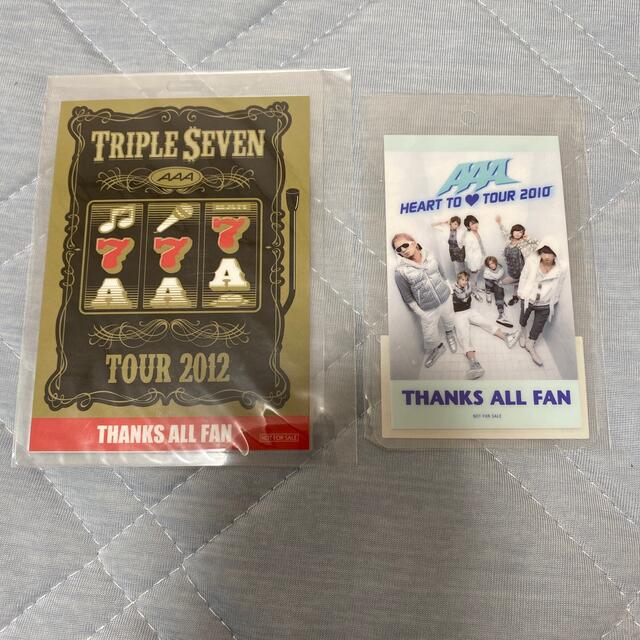 TRIPLE $EVEN
AAA
7 7 7
A A A
TOUR 2012
THANKS ALL FAN
NOT FOR SALE
AAA
HEART TO ♥ TOUR 2010
THANKS ALL FAN
NOT FOR SALE